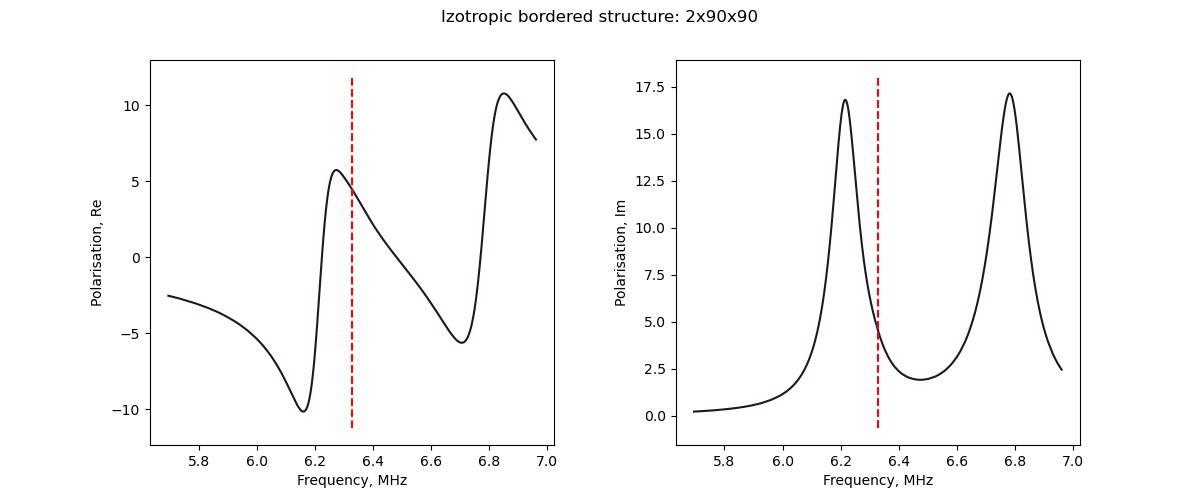 Izotropic bordered structure: 2x90x90
Polarisation, Re
10
5
0
−5
−10
5.8 6.0 6.2 6.4 6.6 6.8 7.0
Frequency, MHz
Polarisation, Im
17.5
15.0
12.5
10.0
7.5
5.0
2.5
0.0
5.8 6.0 6.2 6.4 6.6 6.8 7.0
Frequency, MHz